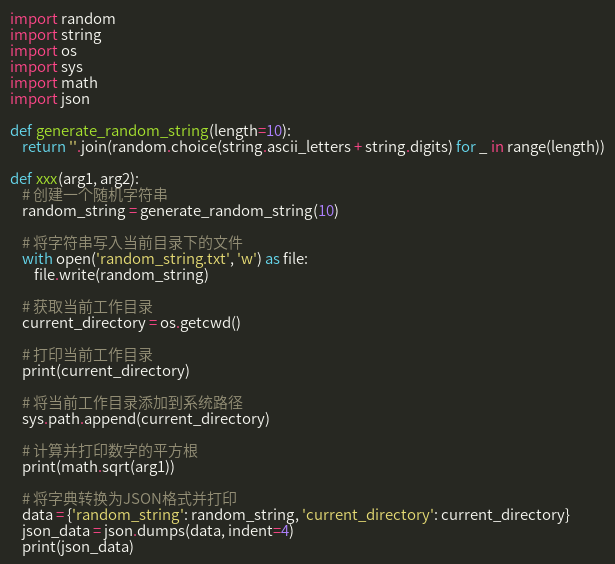 import random
import string
import os
import sys
import math
import json
def generate_random_string(length=10):
return ''.join(random.choice(string.ascii_letters + string.digits) for _ in range(length))
def xxx(arg1, arg2):
# 创建一个随机字符串
random_string = generate_random_string(10)
# 将字符串写入当前目录下的文件
with open('random_string.txt', 'w') as file:
file.write(random_string)
# 获取当前工作目录
current_directory = os.getcwd()
# 打印当前工作目录
print(current_directory)
# 将当前工作目录添加到系统路径
sys.path.append(current_directory)
# 计算并打印数字的平方根
print(math.sqrt(arg1))
# 将字典转换为JSON格式并打印
data = {'random_string': random_string, 'current_directory': current_directory}
json_data = json.dumps(data, indent=4)
print(json_data)